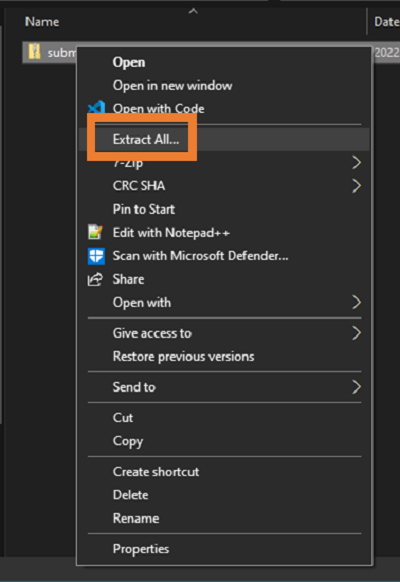 Name
Date
subm
2022
Open
Open in new window
Open with Code
Extract All...
7-Zip
CRC SHA
Pin to Start
Edit with Notepad++
Scan with Microsoft Defender...
Share
Open with
Give access to
Restore previous versions
Send to
Cut
Copy
Create shortcut
Delete
Rename
Properties